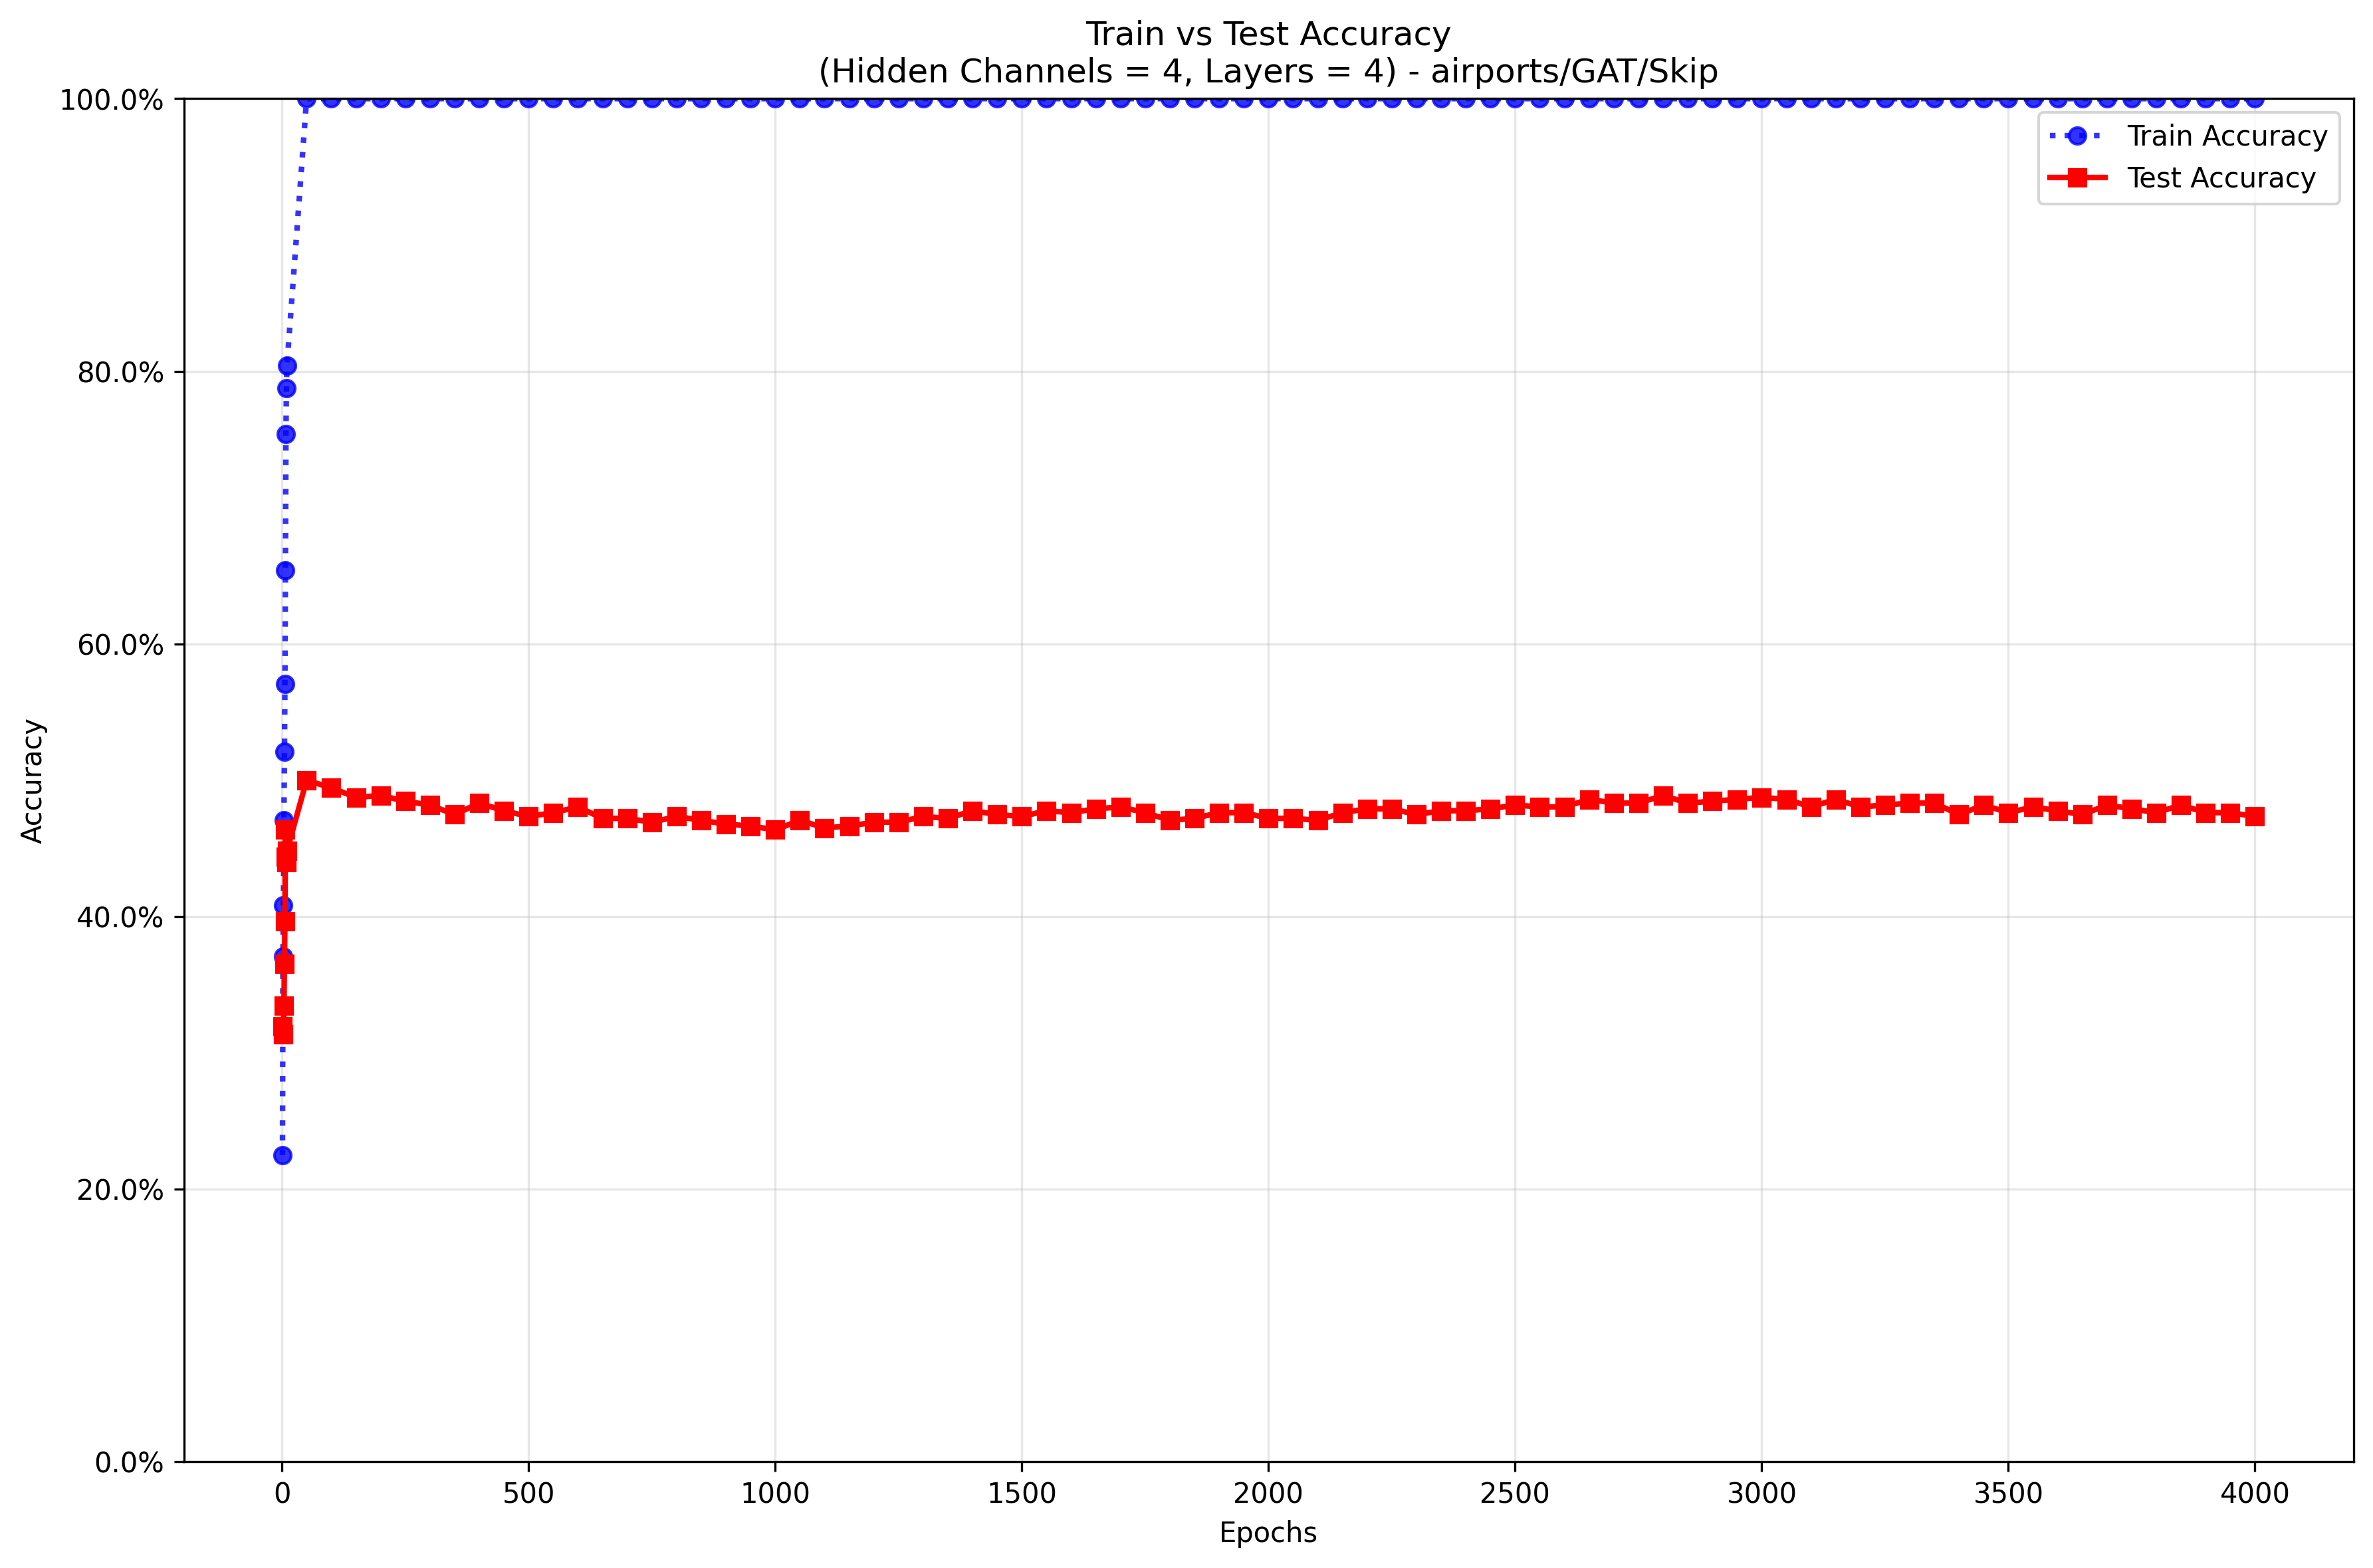 Train vs Test Accuracy
(Hidden Channels = 4, Layers = 4) - airports/GAT/Skip
100.0%
80.0%
60.0%
40.0%
20.0%
0.0%
Accuracy
Train Accuracy
Test Accuracy
0 500 1000 1500 2000 2500 3000 3500 4000
Epochs